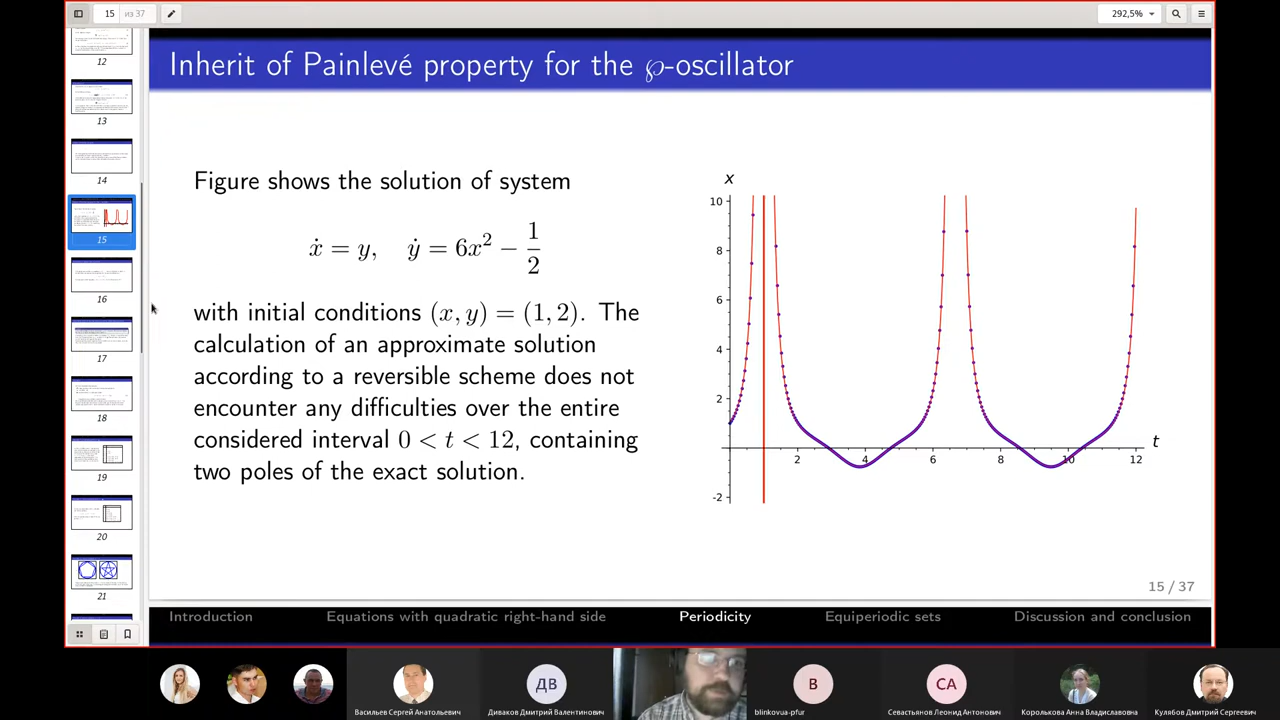 15 из 37
292,5%
12
13
14
15
16
17
18
19
20
21
Inherit of Painlevé property for the ℘-oscillator
Figure shows the solution of system
ẋ = y, ẏ = 6x² − 1/2
with initial conditions (x, y) = (1, 2). The
calculation of an approximate solution
according to a reversible scheme does not
encounter any difficulties over the entire
considered interval 0 < t < 12, containing
two poles of the exact solution.
x
10
8
6
4
2
-2
2 4 6 8 10 12
t
15 / 37
Introduction Equations with quadratic right-hand side Periodicity Equiperiodic sets Discussion and conclusion
ДВ B СА
Васильев Сергей Анатольевич Диваков Дмитрий Валентинович blinkovua-pfur Севастьянов Леонид Антонович Королькова Анна Владиславовна Кулябов Дмитрий Сергеевич